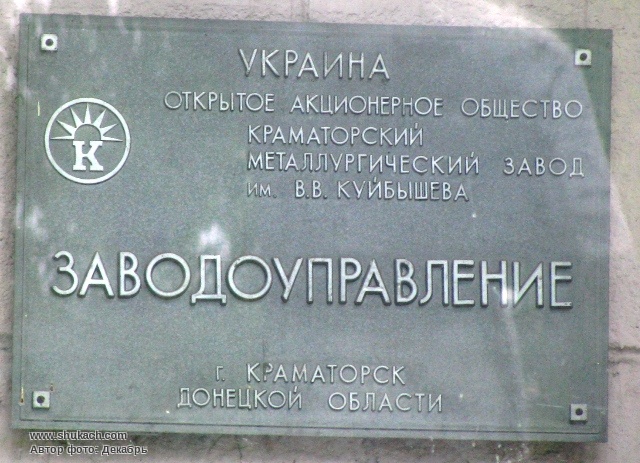 УКРАИНА
ОТКРЫТОЕ АКЦИОНЕРНОЕ ОБЩЕСТВО
КРАМАТОРСКИЙ
МЕТАЛЛУРГИЧЕСКИЙ ЗАВОД
им. В.В. КУЙБЫШЕВА
К
ЗАВОДОУПРАВЛЕНИЕ
г. КРАМАТОРСК
ДОНЕЦКОЙ ОБЛАСТИ
www.shukach.com
Автор фото: Декабрь